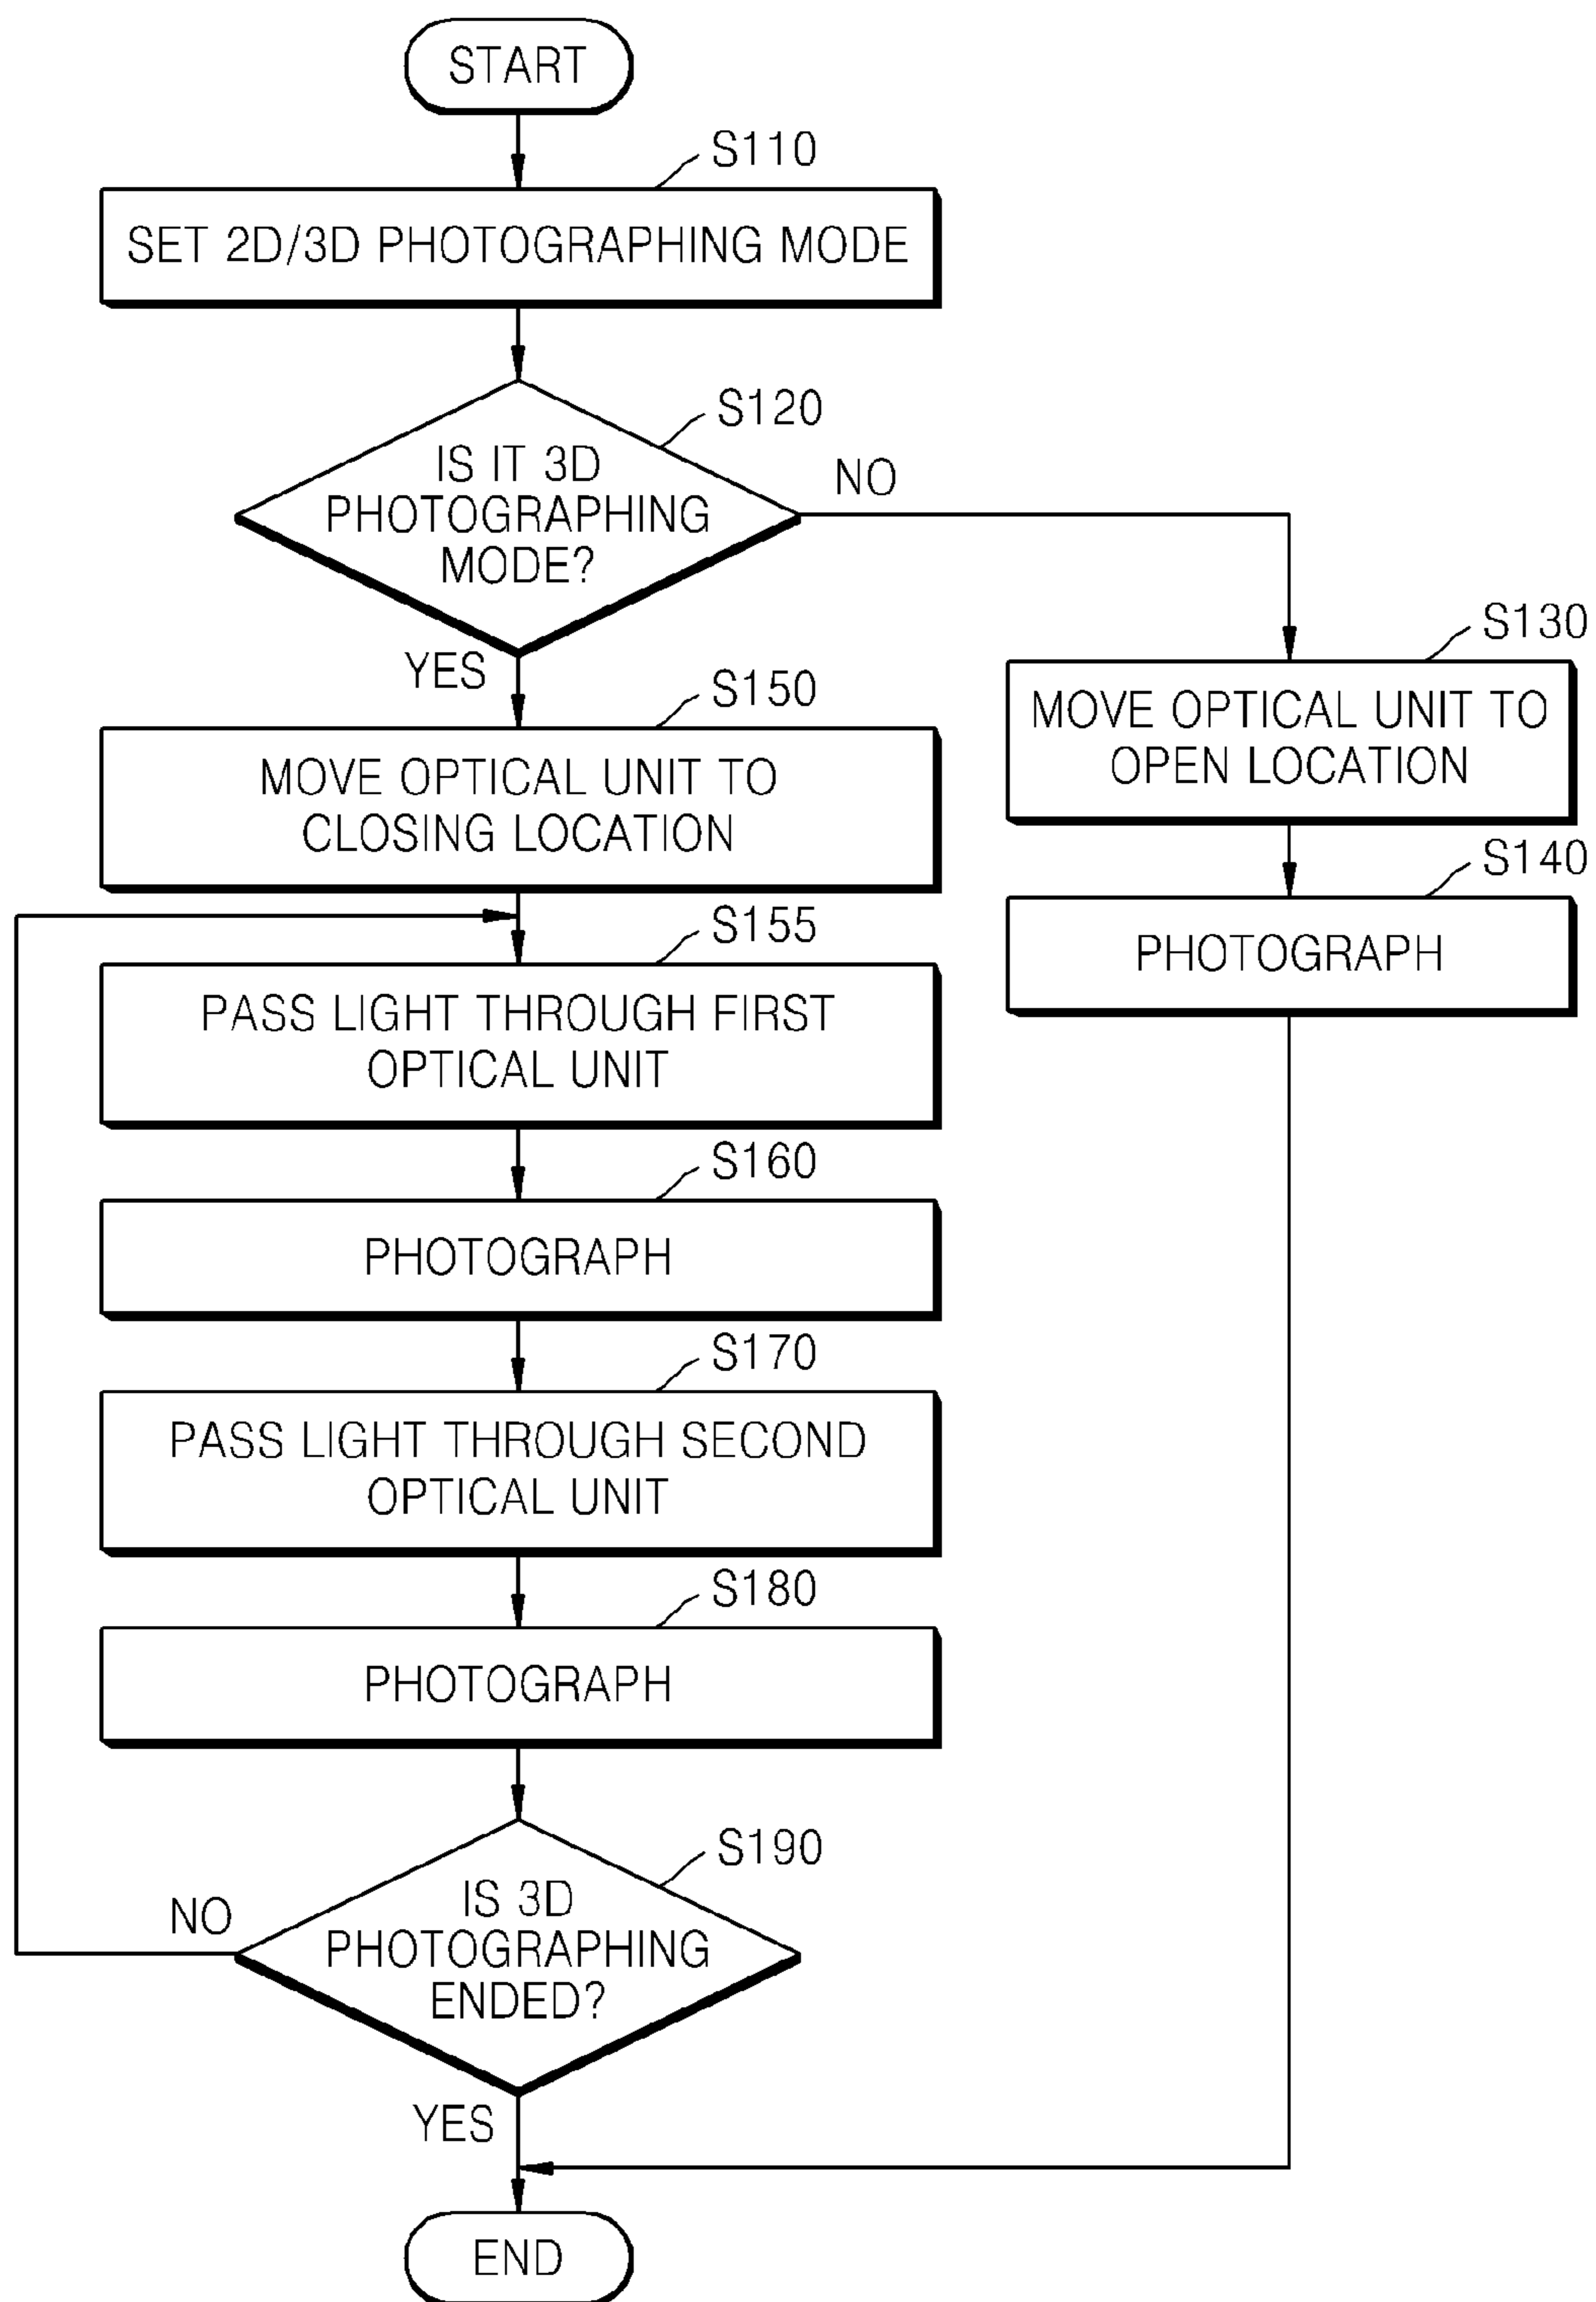 START
S110
SET 2D/3D PHOTOGRAPHING MODE
S120
IS IT 3D
PHOTOGRAPHING
MODE?
NO
YES
S130
MOVE OPTICAL UNIT TO
OPEN LOCATION
S140
PHOTOGRAPH
S150
MOVE OPTICAL UNIT TO
CLOSING LOCATION
S155
PASS LIGHT THROUGH FIRST
OPTICAL UNIT
S160
PHOTOGRAPH
S170
PASS LIGHT THROUGH SECOND
OPTICAL UNIT
S180
PHOTOGRAPH
S190
IS 3D
PHOTOGRAPHING
ENDED?
NO
YES
END